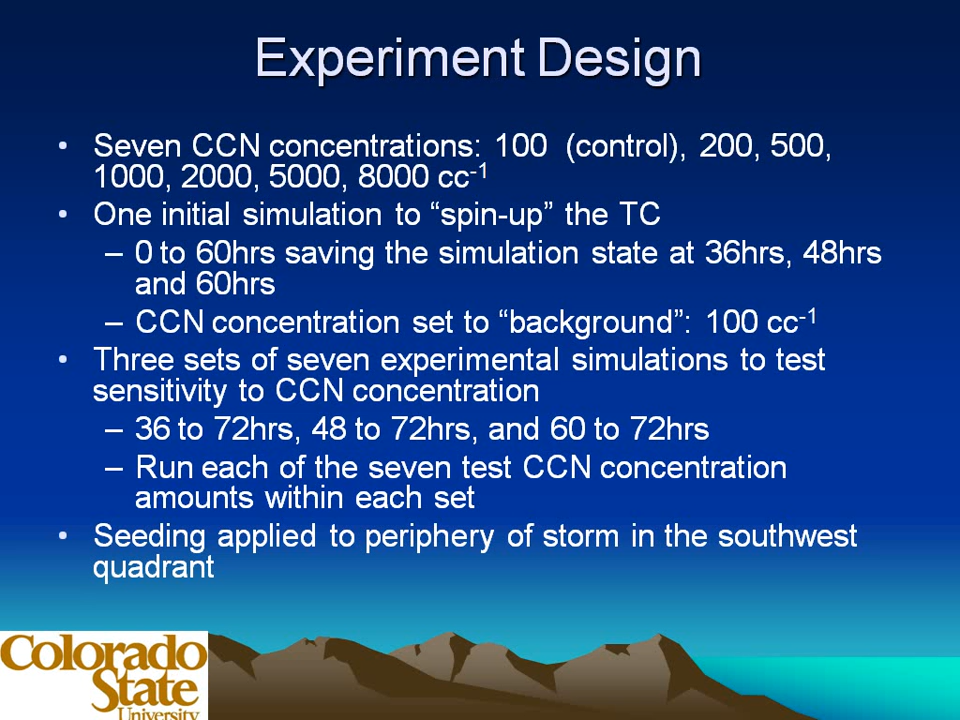 Experiment Design
• Seven CCN concentrations: 100 (control), 200, 500,
1000, 2000, 5000, 8000 cc-1
• One initial simulation to “spin-up” the TC
– 0 to 60hrs saving the simulation state at 36hrs, 48hrs
and 60hrs
– CCN concentration set to “background”: 100 cc-1
• Three sets of seven experimental simulations to test
sensitivity to CCN concentration
– 36 to 72hrs, 48 to 72hrs, and 60 to 72hrs
– Run each of the seven test CCN concentration
amounts within each set
• Seeding applied to periphery of storm in the southwest
quadrant
Colorado
State
University